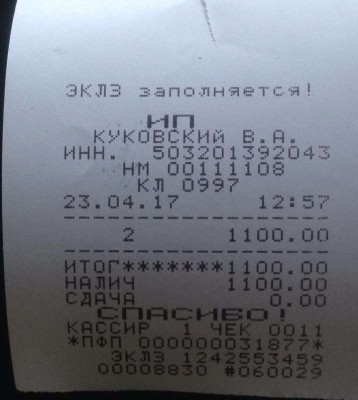 ЭКЛЗ заполняется!
ИП
КУКОВСКИЙ В.А.
ИНН. 503201392043
НМ 00111108
КЛ 0997
23.04.17 12:57
2 1100.00
ИТОГ*******1100.00
НАЛИЧ 1100.00
СДАЧА 0.00
СПАСИБО!
КАССИР 1 ЧЕК 0011
*ПФП 000000031877*
ЭКЛЗ 1242553459
00008830 #060029